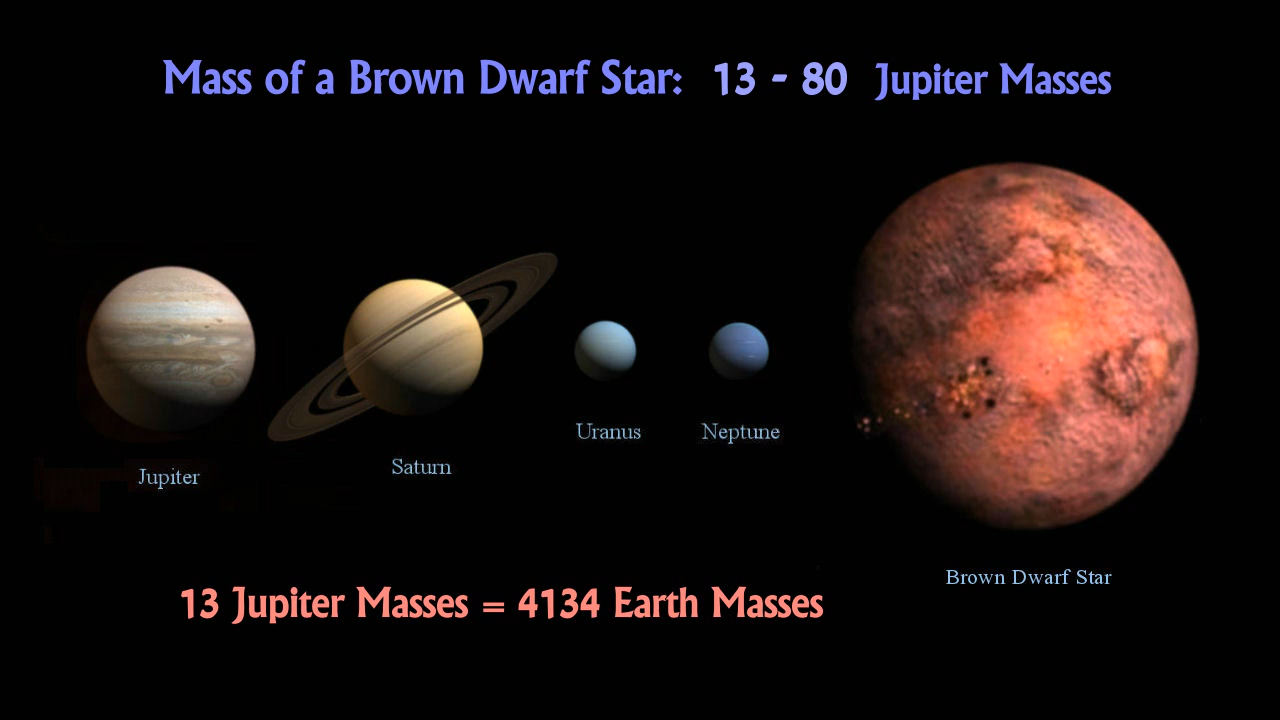 Mass of a Brown Dwarf Star: 13 - 80 Jupiter Masses
Jupiter
Saturn
Uranus
Neptune
Brown Dwarf Star
13 Jupiter Masses = 4134 Earth Masses